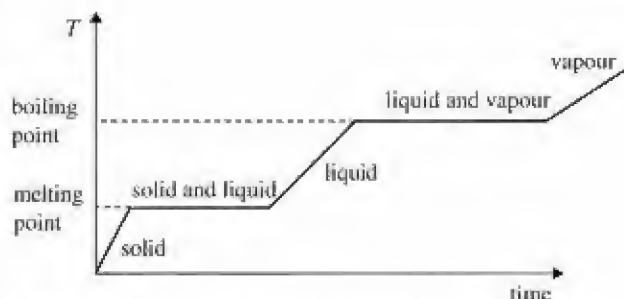 T
vapour
boiling
point
liquid and vapour
liquid
solid and liquid
melting
point
solid
time